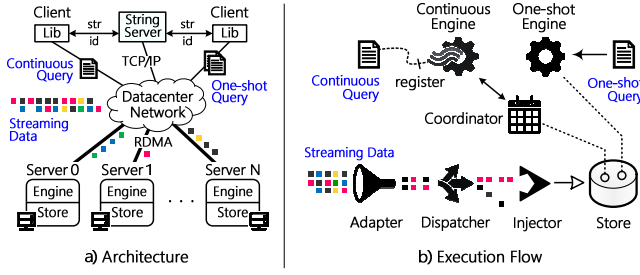 Client
String Server
Client
Lib
str
id
str
id
Lib
TCP/IP
Continuous Query
One-shot Query
Datacenter Network
Streaming Data
RDMA
Server 0
Server 1
Server N
Engine
Store
Engine
Store
. . . .
Engine
Store
a) Architecture
Continuous Engine
One-shot Engine
Continuous Query
register
One-shot Query
Coordinator
Streaming Data
Adapter
Dispatcher
Injector
Store
b) Execution Flow